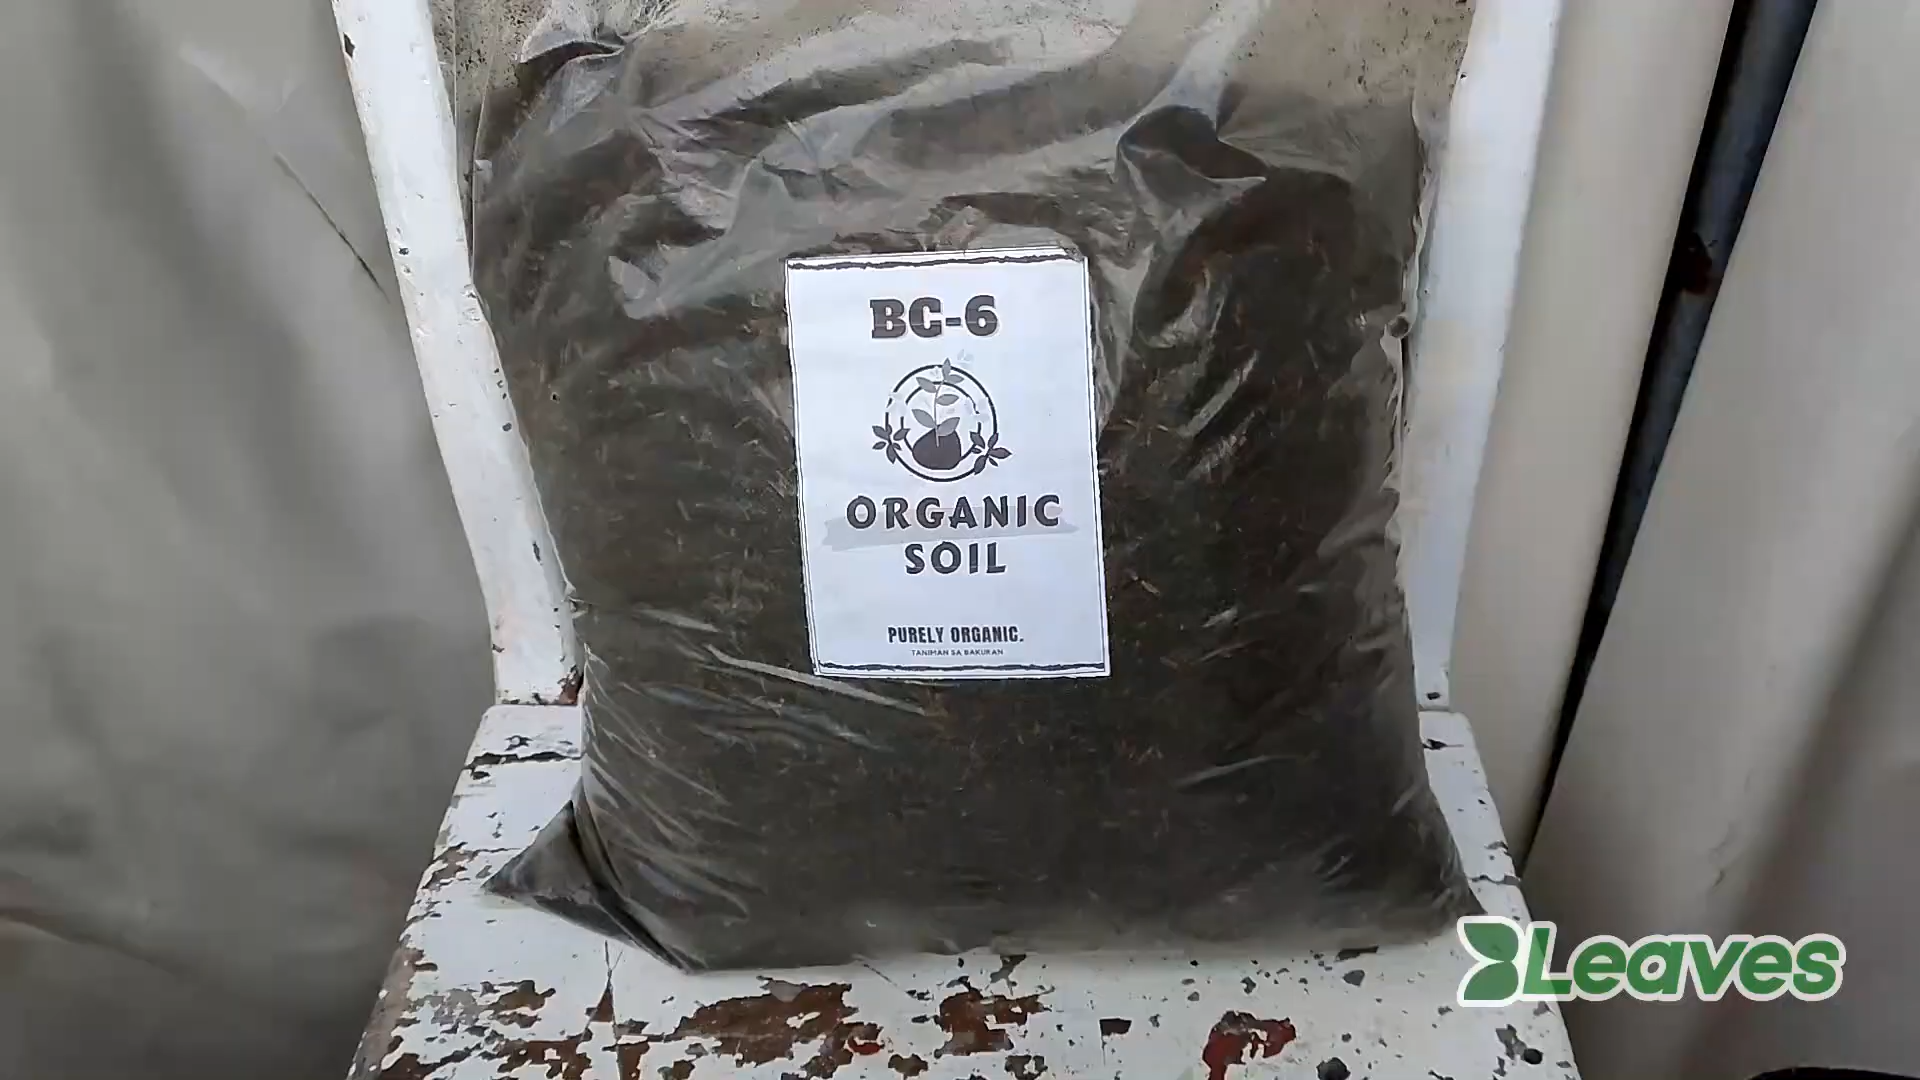 BC-6
ORGANIC
SOIL
PURELY ORGANIC.
TANIMAN SA BAKURAN
Leaves